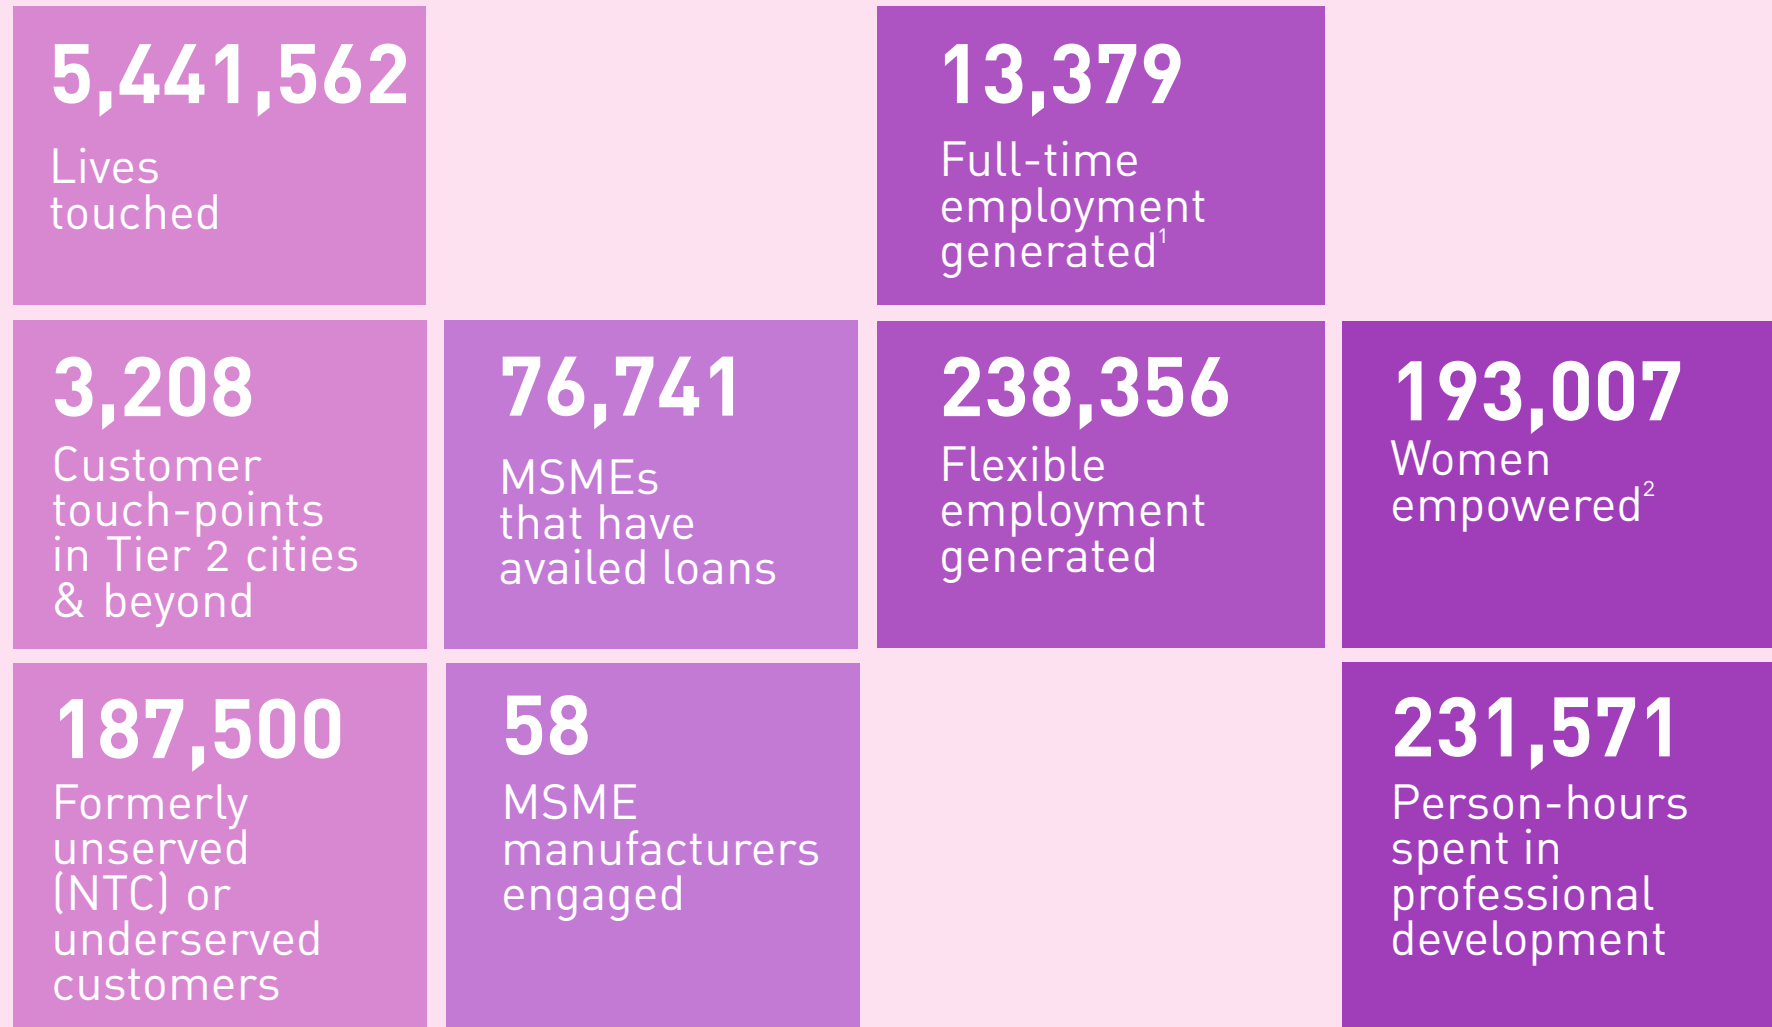 5,441,562
Lives
touched
13,379
Full-time
employment
generated¹
3,208
Customer
touch-points
in Tier 2 cities
& beyond
76,741
MSMEs
that have
availed loans
238,356
Flexible
employment
generated
193,007
Women
empowered²
187,500
Formerly
unserved
(NTC) or
underserved
customers
58
MSME
manufacturers
engaged
231,571
Person-hours
spent in
professional
development